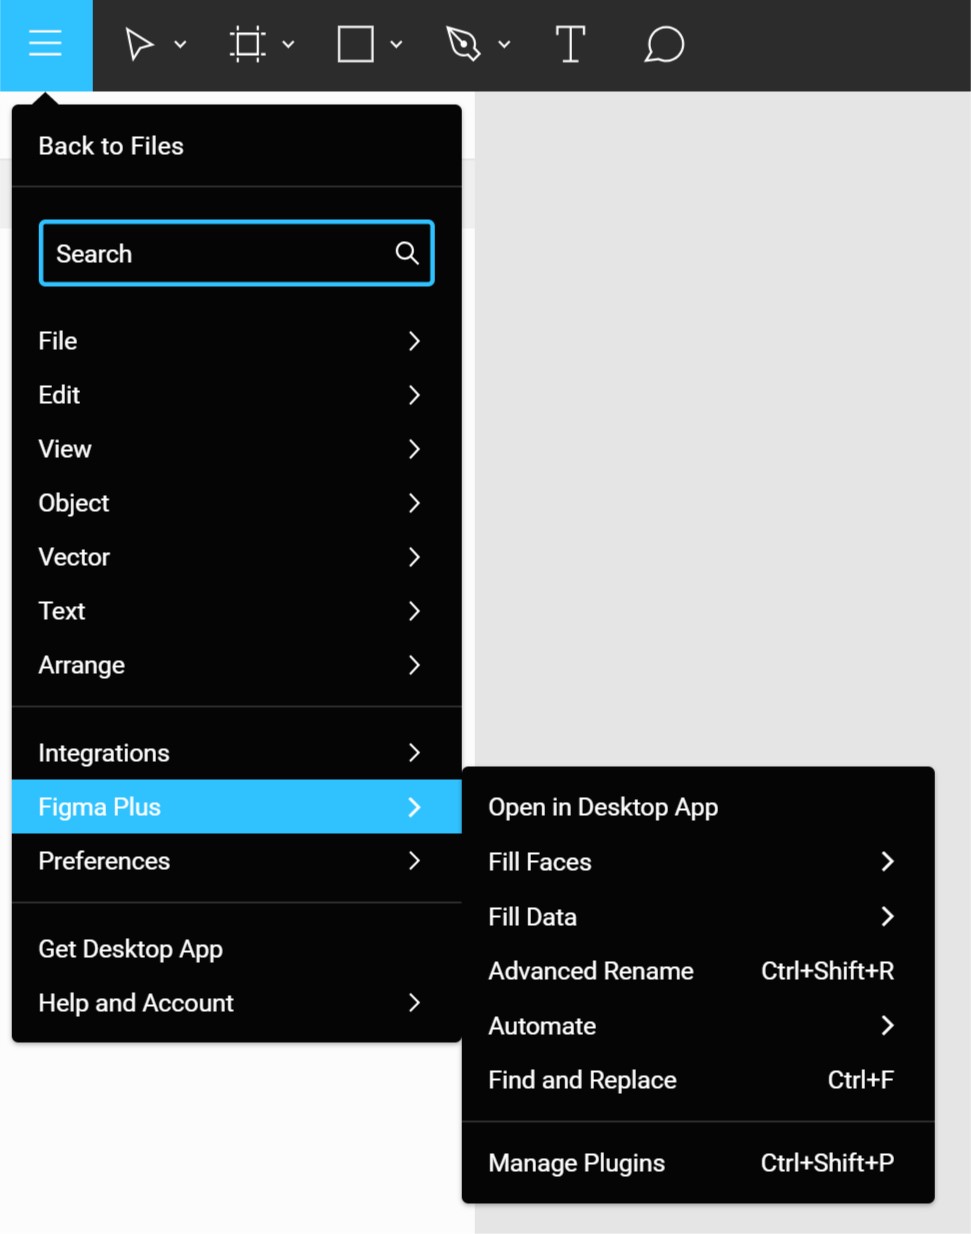 Back to Files
Search
File
Edit
View
Object
Vector
Text
Arrange
Integrations
Figma Plus
Preferences
Get Desktop App
Help and Account
Open in Desktop App
Fill Faces
Fill Data
Advanced Rename Ctrl+Shift+R
Automate
Find and Replace Ctrl+F
Manage Plugins Ctrl+Shift+P